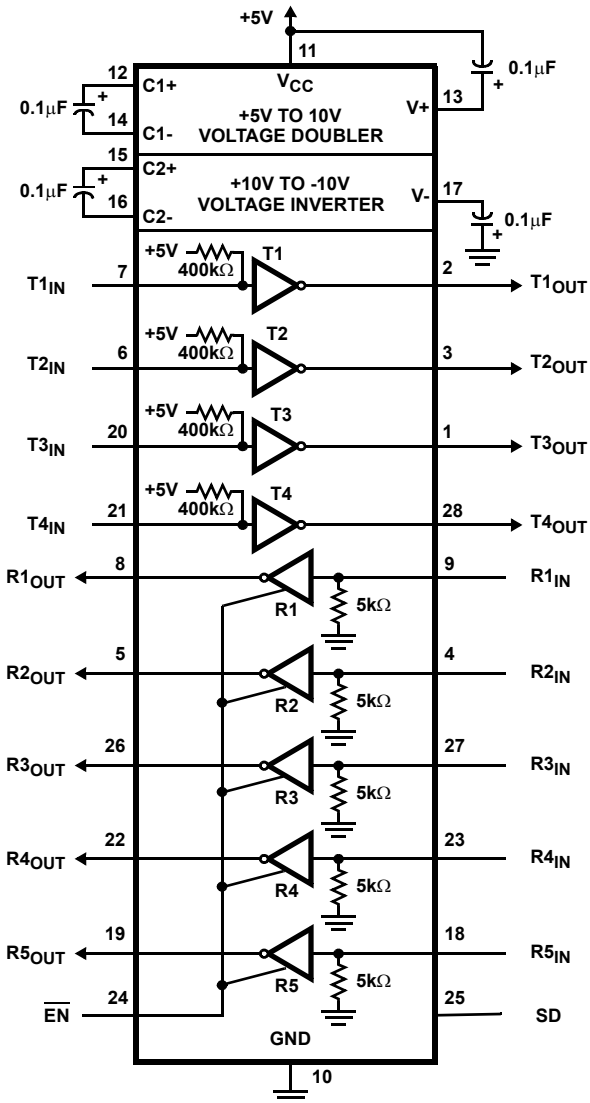 +5V
11
VCC
12
C1+
0.1µF
+
14
C1-
+5V TO 10V
VOLTAGE DOUBLER
V+
13
+
0.1µF
15
C2+
0.1µF
+
16
C2-
+10V TO -10V
VOLTAGE INVERTER
V-
17
+
0.1µF
T1IN
7
+5V
400kΩ
T1
2
T1OUT
T2IN
6
+5V
400kΩ
T2
3
T2OUT
T3IN
20
+5V
400kΩ
T3
1
T3OUT
T4IN
21
+5V
400kΩ
T4
28
T4OUT
R1OUT
8
R1
5kΩ
9
R1IN
R2OUT
5
R2
5kΩ
4
R2IN
R3OUT
26
R3
5kΩ
27
R3IN
R4OUT
22
R4
5kΩ
23
R4IN
R5OUT
19
R5
5kΩ
18
R5IN
E̅N̅
24
25
SD
GND
10